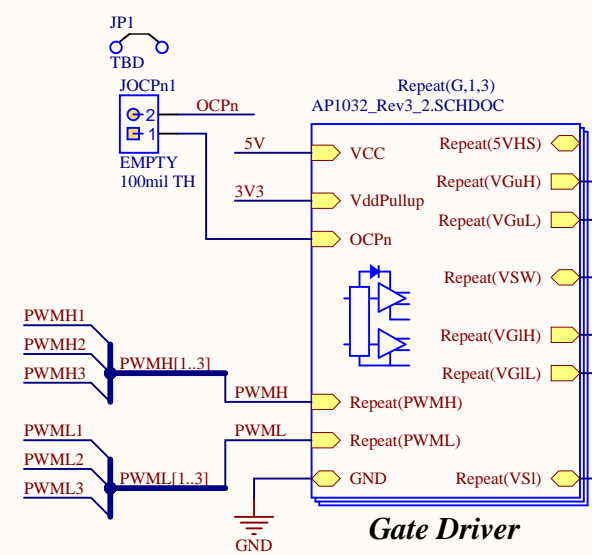 JP1
TBD
JOCPn1
2
1
OCPn
EMPTY
100mil TH
Repeat(G,1,3)
AP1032_Rev3_2.SCHDOC
5V
VCC
3V3
VddPullup
OCPn
Repeat(5VHS)
Repeat(VGuH)
Repeat(VGuL)
Repeat(VSW)
Repeat(VGlH)
Repeat(VGlL)
PWMH1
PWMH2
PWMH3
PWMH[1..3]
PWMH
Repeat(PWMH)
PWML1
PWML2
PWML3
PWML[1..3]
PWML
Repeat(PWML)
GND
Repeat(VSl)
GND
Gate Driver